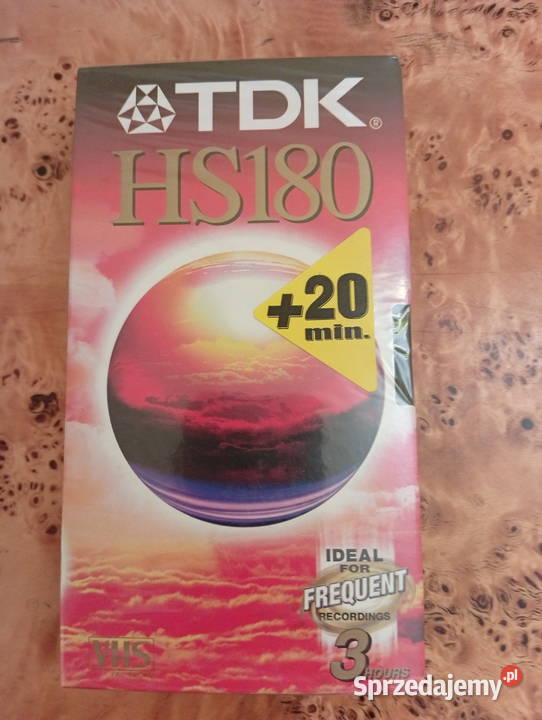 TDK®
HS180
+20
min.
IDEAL
FOR
FREQUENT
RECORDINGS
3 HOURS
VHS
Sprzedajemy.pl